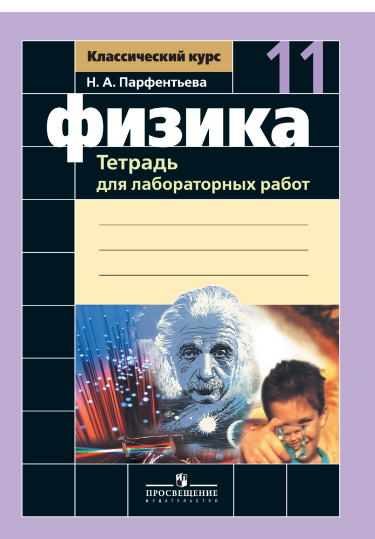 Классический курс
11
Н. А. Парфентьева
физика
Тетрадь
для лабораторных работ
ПРОСВЕЩЕНИЕ
ИЗДАТЕЛЬСТВО